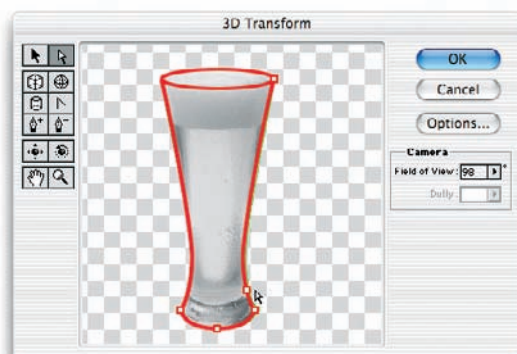 3D Transform
OK
Cancel
Options...
Camera
Field of View: 98 °
Dolly: